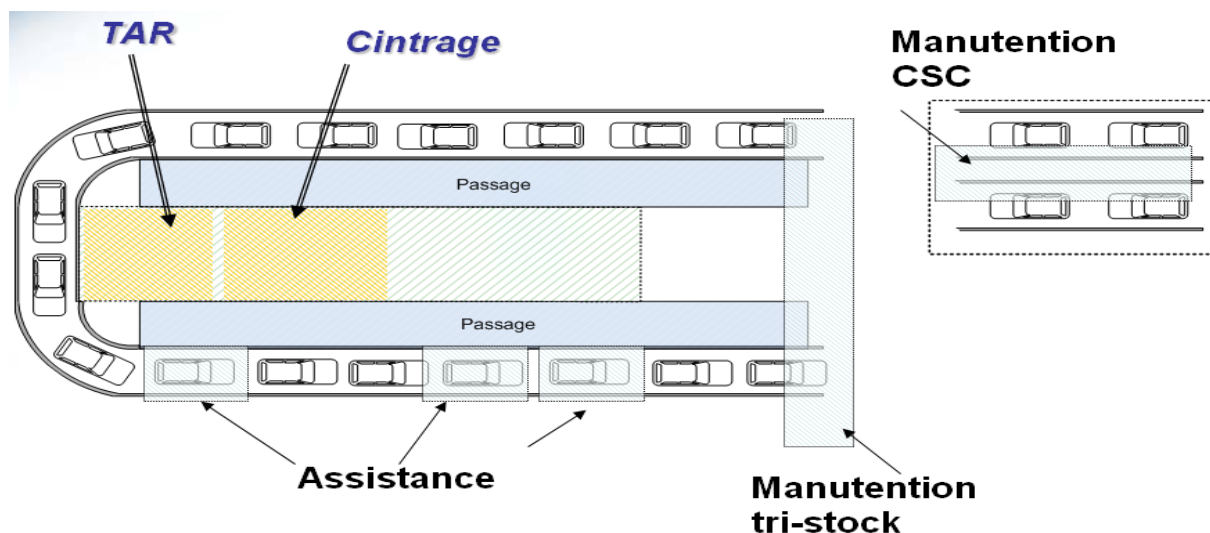 TAR
Cintrage
Manutention
CSC
Passage
Passage
Assistance
Manutention
tri-stock